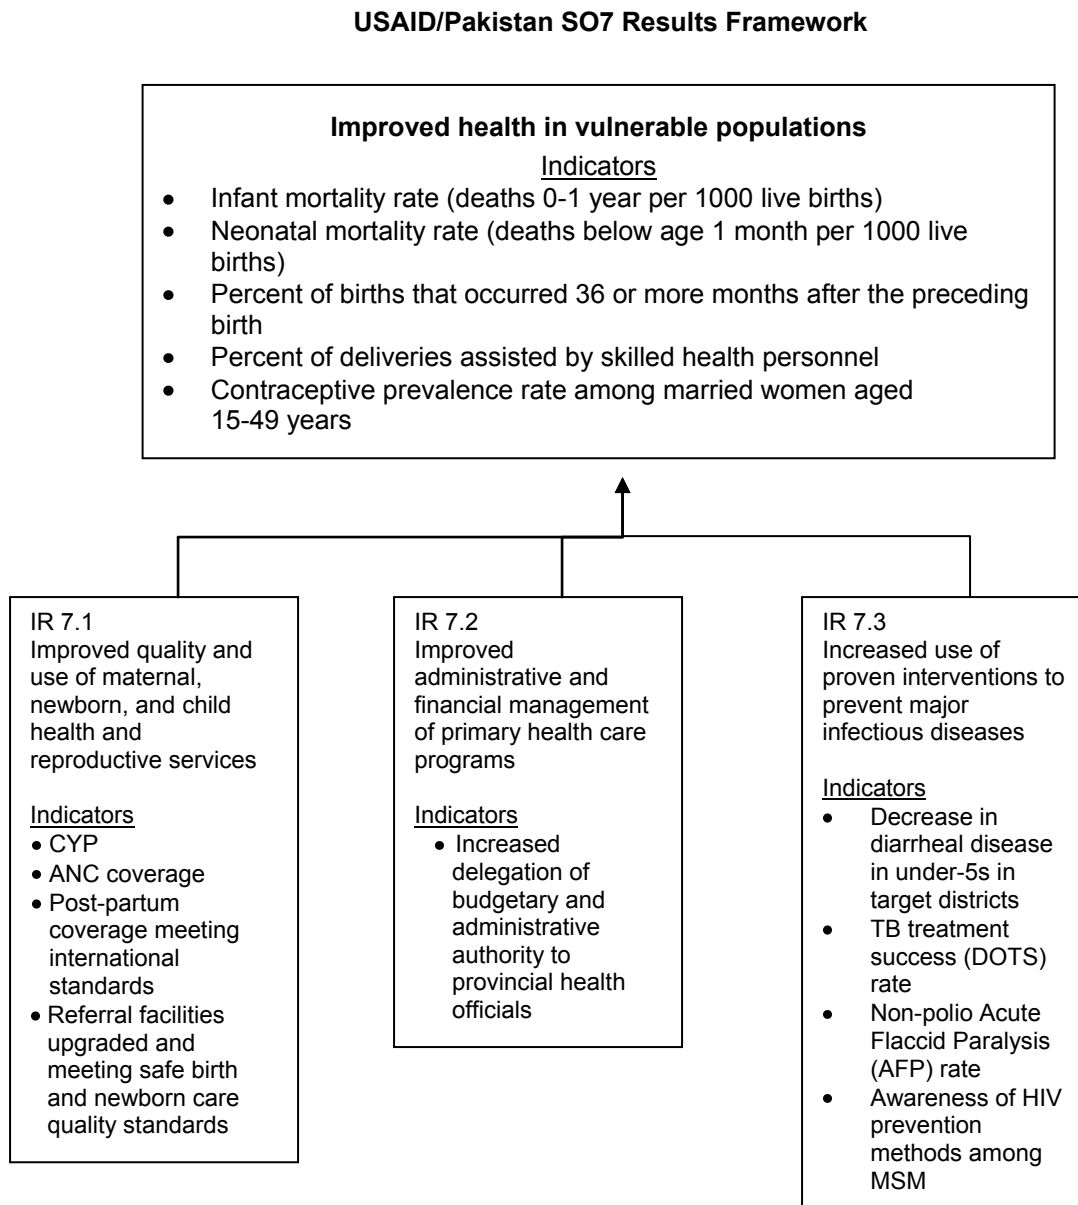 USAID/Pakistan SO7 Results Framework
Improved health in vulnerable populations
Indicators
• Infant mortality rate (deaths 0-1 year per 1000 live births)
• Neonatal mortality rate (deaths below age 1 month per 1000 live
births)
• Percent of births that occurred 36 or more months after the preceding
birth
• Percent of deliveries assisted by skilled health personnel
• Contraceptive prevalence rate among married women aged
15-49 years
IR 7.1
Improved quality and
use of maternal,
newborn, and child
health and
reproductive services
Indicators
• CYP
• ANC coverage
• Post-partum
coverage meeting
international
standards
• Referral facilities
upgraded and
meeting safe birth
and newborn care
quality standards
IR 7.2
Improved
administrative and
financial management
of primary health care
programs
Indicators
• Increased
delegation of
budgetary and
administrative
authority to
provincial health
officials
IR 7.3
Increased use of
proven interventions to
prevent major
infectious diseases
Indicators
• Decrease in
diarrheal disease
in under-5s in
target districts
• TB treatment
success (DOTS)
rate
• Non-polio Acute
Flaccid Paralysis
(AFP) rate
• Awareness of HIV
prevention
methods among
MSM